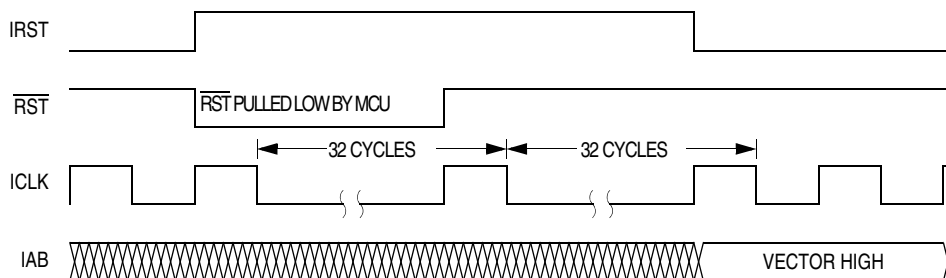 IRST
RST
RST PULLED LOW BY MCU
32 CYCLES
32 CYCLES
ICLK
IAB
VECTOR HIGH